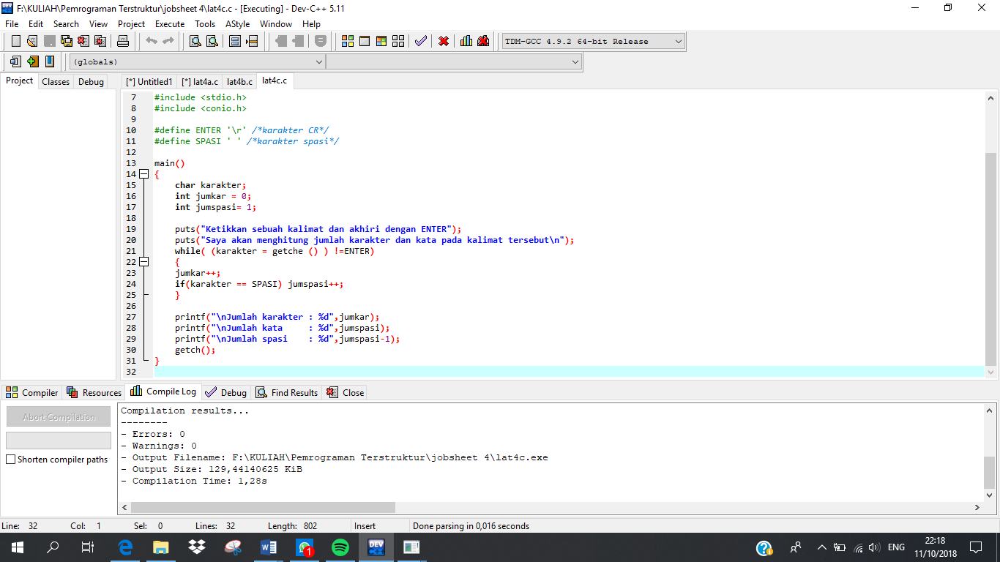 F:\KULIAH\Pemrograman Terstruktur\jobsheet 4\lat4c.c - [Executing] - Dev-C++ 5.11
File Edit Search View Project Execute Tools AStyle Window Help
TDM-GCC 4.9.2 64-bit Release
(globals)
Project Classes Debug [*] Untitled1 [*] lat4a.c lat4b.c lat4c.c
7 #include <stdio.h>
8 #include <conio.h>
9
10 #define ENTER '\r' /*karakter CR*/
11 #define SPASI ' ' /*karakter spasi*/
12
13 main()
14 {
15 char karakter;
16 int jumkar = 0;
17 int jumspasi= 1;
18
19 puts("Ketikkan sebuah kalimat dan akhiri dengan ENTER");
20 puts("Saya akan menghitung jumlah karakter dan kata pada kalimat tersebut\n");
21 while( (karakter = getche () ) !=ENTER)
22 {
23 jumkar++;
24 if(karakter == SPASI) jumspasi++;
25 }
26
27 printf("\nJumlah karakter : %d",jumkar);
28 printf("\nJumlah kata     : %d",jumspasi);
29 printf("\nJumlah spasi    : %d",jumspasi-1);
30 getch();
31 }
32
Compiler Resources Compile Log Debug Find Results Close
Abort Compilation
Shorten compiler paths
Compilation results...
--------
- Errors: 0
- Warnings: 0
- Output Filename: F:\KULIAH\Pemrograman Terstruktur\jobsheet 4\lat4c.exe
- Output Size: 129,44140625 KiB
- Compilation Time: 1,28s
Line: 32 Col: 1 Sel: 0 Lines: 32 Length: 802 Insert Done parsing in 0,016 seconds
DEV
1
ENG
22:18
11/10/2018